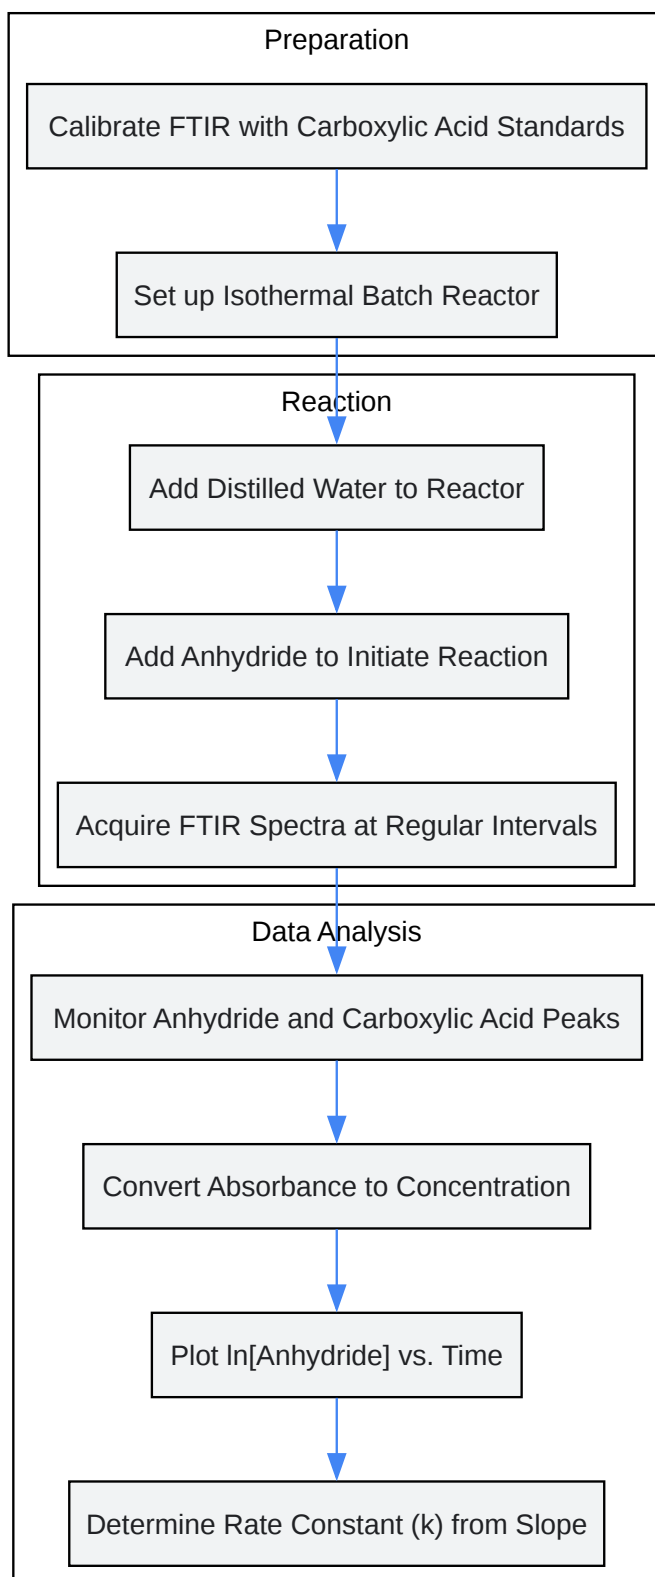 Preparation
Calibrate FTIR with Carboxylic Acid Standards
Set up Isothermal Batch Reactor
Reaction
Add Distilled Water to Reactor
Add Anhydride to Initiate Reaction
Acquire FTIR Spectra at Regular Intervals
Data Analysis
Monitor Anhydride and Carboxylic Acid Peaks
Convert Absorbance to Concentration
Plot ln[Anhydride] vs. Time
Determine Rate Constant (k) from Slope